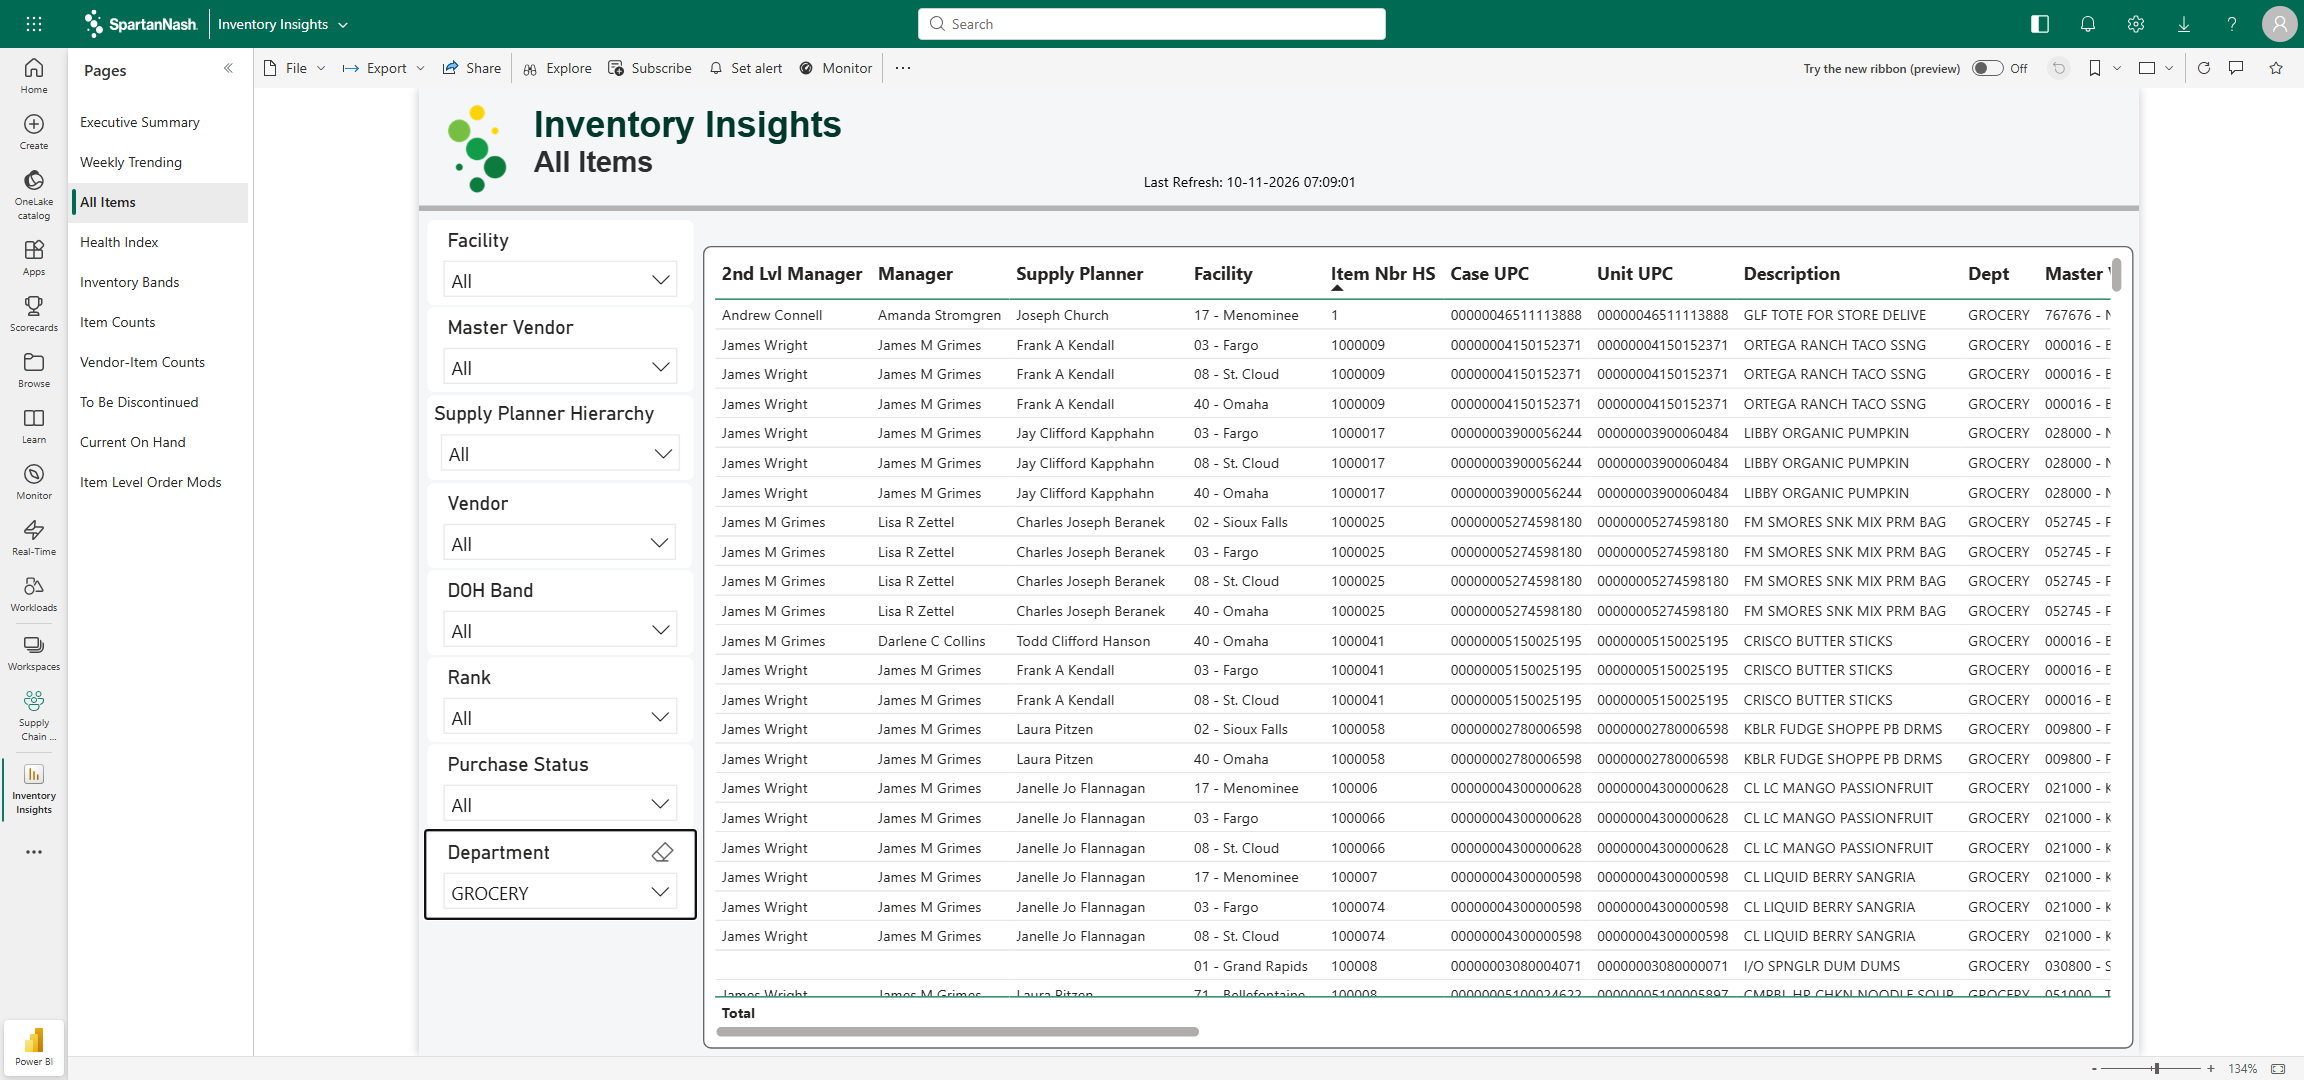 SpartanNash
Inventory Insights
Search
Home
Create
OneLake catalog
Apps
Scorecards
Browse
Learn
Monitor
Real-Time
Workloads
Workspaces
Supply Chain ...
Inventory Insights
Power BI
Pages
Executive Summary
Weekly Trending
All Items
Health Index
Inventory Bands
Item Counts
Vendor-Item Counts
To Be Discontinued
Current On Hand
Item Level Order Mods
File Export Share Explore Subscribe Set alert Monitor ...
Try the new ribbon (preview) Off
Inventory Insights
All Items
Last Refresh: 10-11-2026 07:09:01
Facility
All
Master Vendor
All
Supply Planner Hierarchy
All
Vendor
All
DOH Band
All
Rank
All
Purchase Status
All
Department
GROCERY
2nd Lvl Manager Manager Supply Planner Facility Item Nbr HS Case UPC Unit UPC Description Dept Master
Andrew Connell Amanda Stromgren Joseph Church 17 - Menominee 1 00000046511113888 00000046511113888 GLF TOTE FOR STORE DELIVE GROCERY 767676 -
James Wright James M Grimes Frank A Kendall 03 - Fargo 1000009 00000004150152371 00000004150152371 ORTEGA RANCH TACO SSNG GROCERY 000016 -
James Wright James M Grimes Frank A Kendall 08 - St. Cloud 1000009 00000004150152371 00000004150152371 ORTEGA RANCH TACO SSNG GROCERY 000016 -
James Wright James M Grimes Frank A Kendall 40 - Omaha 1000009 00000004150152371 00000004150152371 ORTEGA RANCH TACO SSNG GROCERY 000016 -
James Wright James M Grimes Jay Clifford Kapphahn 03 - Fargo 1000017 00000003900056244 00000003900060484 LIBBY ORGANIC PUMPKIN GROCERY 028000 -
James Wright James M Grimes Jay Clifford Kapphahn 08 - St. Cloud 1000017 00000003900056244 00000003900060484 LIBBY ORGANIC PUMPKIN GROCERY 028000 -
James Wright James M Grimes Jay Clifford Kapphahn 40 - Omaha 1000017 00000003900056244 00000003900060484 LIBBY ORGANIC PUMPKIN GROCERY 028000 -
James M Grimes Lisa R Zettel Charles Joseph Beranek 02 - Sioux Falls 1000025 00000005274598180 00000005274598180 FM SMORES SNK MIX PRM BAG GROCERY 052745 -
James M Grimes Lisa R Zettel Charles Joseph Beranek 03 - Fargo 1000025 00000005274598180 00000005274598180 FM SMORES SNK MIX PRM BAG GROCERY 052745 -
James M Grimes Lisa R Zettel Charles Joseph Beranek 08 - St. Cloud 1000025 00000005274598180 00000005274598180 FM SMORES SNK MIX PRM BAG GROCERY 052745 -
James M Grimes Lisa R Zettel Charles Joseph Beranek 40 - Omaha 1000025 00000005274598180 00000005274598180 FM SMORES SNK MIX PRM BAG GROCERY 052745 -
James M Grimes Darlene C Collins Todd Clifford Hanson 40 - Omaha 1000041 00000005150025195 00000005150025195 CRISCO BUTTER STICKS GROCERY 000016 -
James Wright James M Grimes Frank A Kendall 03 - Fargo 1000041 00000005150025195 00000005150025195 CRISCO BUTTER STICKS GROCERY 000016 -
James Wright James M Grimes Frank A Kendall 08 - St. Cloud 1000041 00000005150025195 00000005150025195 CRISCO BUTTER STICKS GROCERY 000016 -
James Wright James M Grimes Laura Pitzen 02 - Sioux Falls 1000058 00000002780006598 00000002780006598 KBLR FUDGE SHOPPE PB DRMS GROCERY 009800 -
James Wright James M Grimes Laura Pitzen 40 - Omaha 1000058 00000002780006598 00000002780006598 KBLR FUDGE SHOPPE PB DRMS GROCERY 009800 -
James Wright James M Grimes Janelle Jo Flannagan 17 - Menominee 100006 00000004300000628 00000004300000628 CL LC MANGO PASSIONFRUIT GROCERY 021000 -
James Wright James M Grimes Janelle Jo Flannagan 03 - Fargo 1000066 00000004300000628 00000004300000628 CL LC MANGO PASSIONFRUIT GROCERY 021000 -
James Wright James M Grimes Janelle Jo Flannagan 08 - St. Cloud 1000066 00000004300000628 00000004300000628 CL LC MANGO PASSIONFRUIT GROCERY 021000 -
James Wright James M Grimes Janelle Jo Flannagan 17 - Menominee 100007 00000004300000598 00000004300000598 CL LIQUID BERRY SANGRIA GROCERY 021000 -
James Wright James M Grimes Janelle Jo Flannagan 03 - Fargo 1000074 00000004300000598 00000004300000598 CL LIQUID BERRY SANGRIA GROCERY 021000 -
James Wright James M Grimes Janelle Jo Flannagan 08 - St. Cloud 1000074 00000004300000598 00000004300000598 CL LIQUID BERRY SANGRIA GROCERY 021000 -
01 - Grand Rapids 100008 00000003080004071 00000003080000071 I/O SPNGLR DUM DUMS GROCERY 030800 -
James Wright James M Grimes Laura Pitzen 71 - Bellefontaine 100008 00000005100024622 00000005100005897 CMPBL HR CHKN NOODLE SOUP GROCERY 051000 -
Total
- + 134%